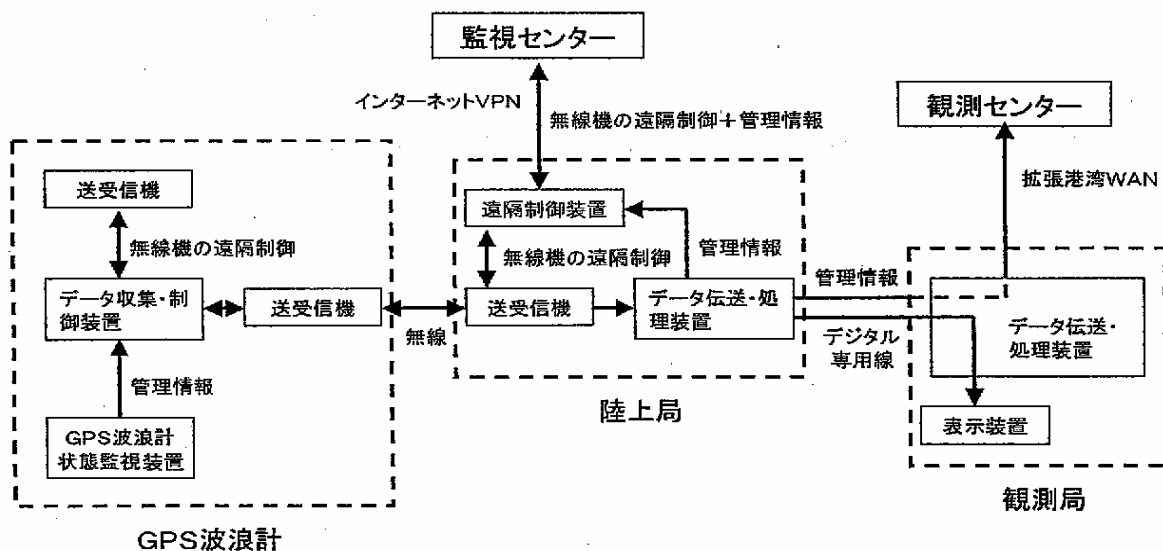 監視センター
インターネットVPN
無線機の遠隔制御＋管理情報
観測センター
拡張港湾WAN
送受信機
無線機の遠隔制御
データ収集・制
御装置
送受信機
管理情報
GPS波浪計
状態監視装置
GPS波浪計
無線
遠隔制御装置
無線機の遠隔制御
管理情報
送受信機
データ伝送・処
理装置
陸上局
管理情報
デジタル
専用線
データ伝送・
処理装置
表示装置
観測局